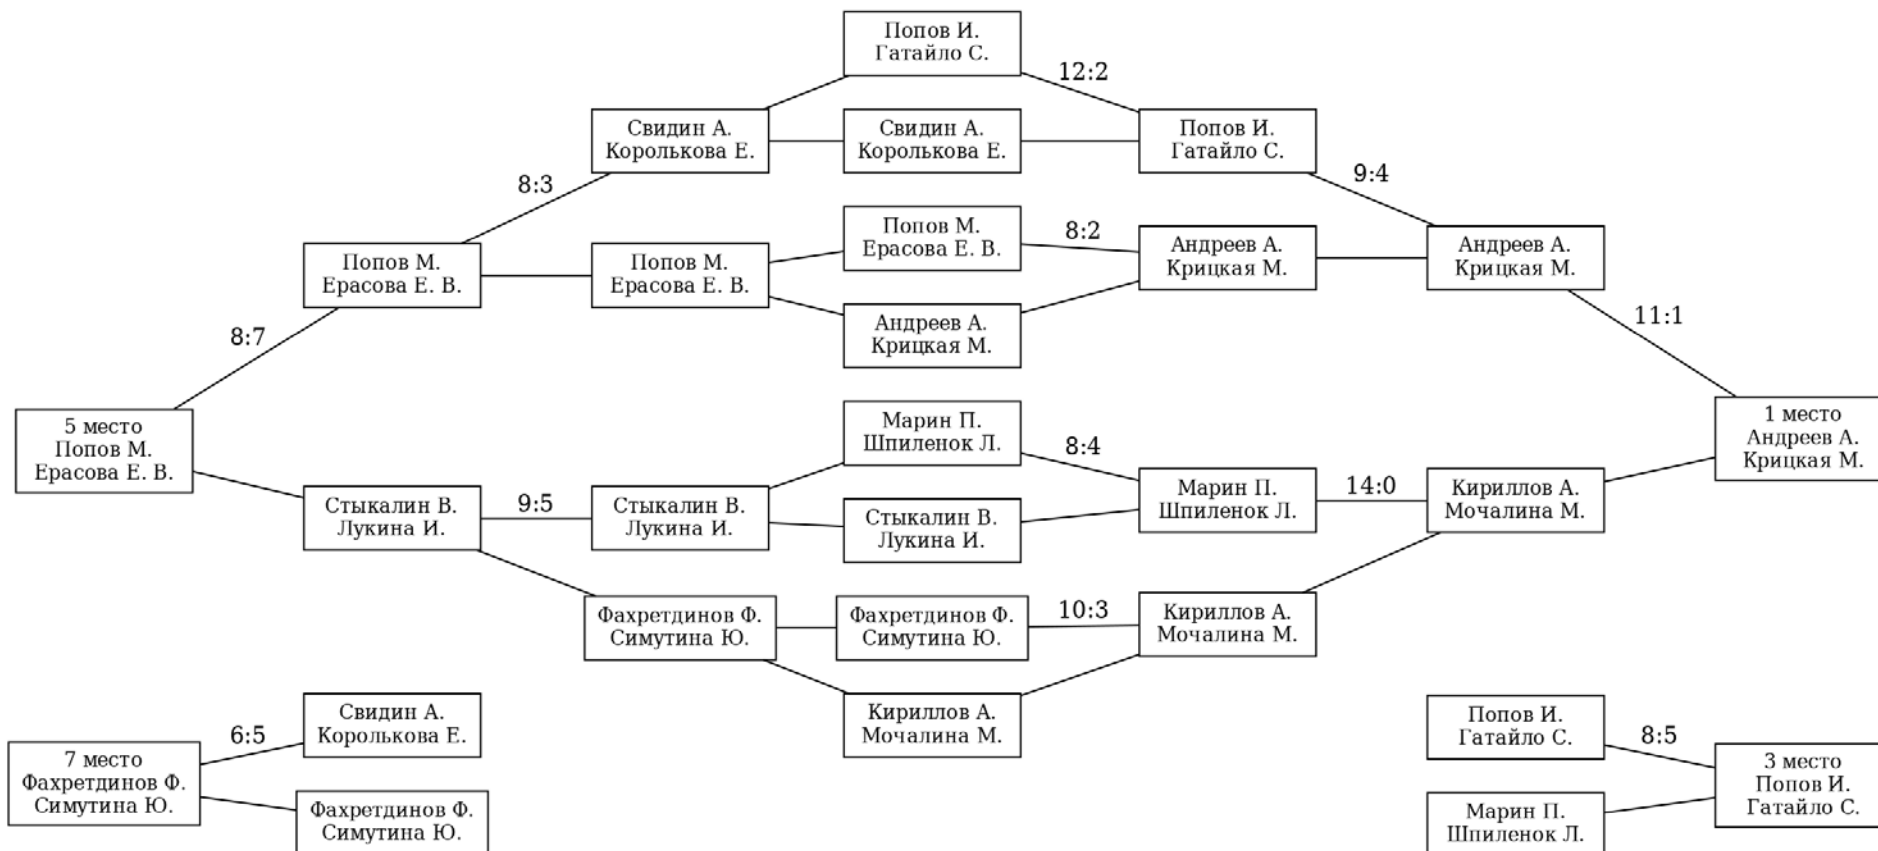 Попов И.
Гатайло С.
12:2
Свидин А.
Королькова Е.
Свидин А.
Королькова Е.
Попов И.
Гатайло С.
8:3
9:4
Попов М.
Ерасова Е. В.
Попов М.
Ерасова Е. В.
Попов М.
Ерасова Е. В.
8:2
Андреев А.
Крицкая М.
Андреев А.
Крицкая М.
Андреев А.
Крицкая М.
8:7
11:1
5 место
Попов М.
Ерасова Е. В.
Марин П.
Шпиленок Л.
8:4
1 место
Андреев А.
Крицкая М.
Стыкалин В.
Лукина И.
9:5
Стыкалин В.
Лукина И.
Стыкалин В.
Лукина И.
Марин П.
Шпиленок Л.
14:0
Кириллов А.
Мочалина М.
Фахретдинов Ф.
Симутина Ю.
Фахретдинов Ф.
Симутина Ю.
10:3
Кириллов А.
Мочалина М.
Кириллов А.
Мочалина М.
7 место
Фахретдинов Ф.
Симутина Ю.
6:5
Свидин А.
Королькова Е.
Фахретдинов Ф.
Симутина Ю.
Попов И.
Гатайло С.
8:5
Марин П.
Шпиленок Л.
3 место
Попов И.
Гатайло С.